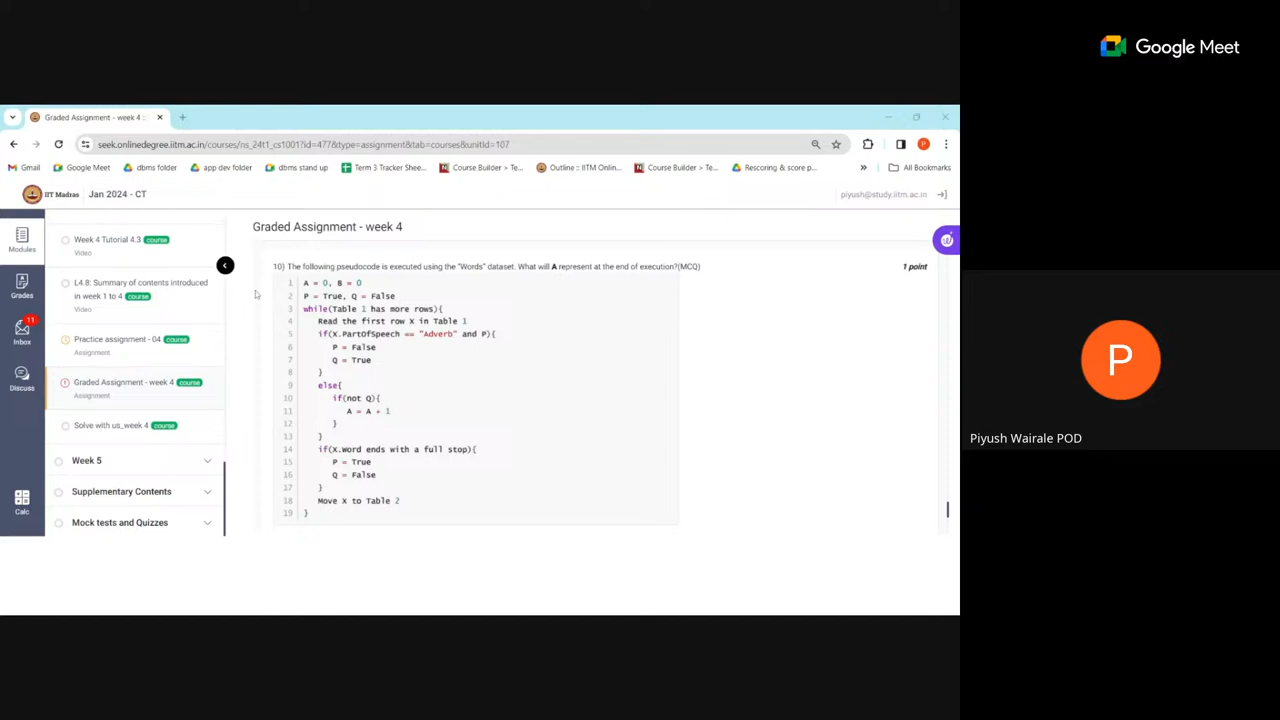 Google Meet
Graded Assignment - week 4 ::
seek.onlinedegree.iitm.ac.in/courses/ns_24t1_cs1001?id=477&type=assignment&tab=courses&unitId=107
Gmail
Google Meet
dbms folder
app dev folder
dbms stand up
Term 3 Tracker Shee...
Course Builder > Te...
Outline :: IITM Onlin...
Course Builder > Te...
Rescoring & score p...
»
All Bookmarks
IIT Madras
Jan 2024 - CT
piyush@study.iitm.ac.in
Modules
Grades
11
Inbox
Discuss
Calc
Week 4 Tutorial 4.3 course
Video
L4.8: Summary of contents introduced
in week 1 to 4 course
Video
Practice assignment - 04 course
Assignment
Graded Assignment - week 4 course
Assignment
Solve with us_week 4 course
Week 5
Supplementary Contents
Mock tests and Quizzes
Graded Assignment - week 4
10) The following pseudocode is executed using the "Words" dataset. What will A represent at the end of execution?(MCQ)
1 point
1 A = 0, B = 0
2 P = True, Q = False
3 while(Table 1 has more rows){
4 Read the first row X in Table 1
5 if(X.PartOfSpeech == "Adverb" and P){
6 P = False
7 Q = True
8 }
9 else{
10 if(not Q){
11 A = A + 1
12 }
13 }
14 if(X.word ends with a full stop){
15 P = True
16 Q = False
17 }
18 Move X to Table 2
19 }
P
P
Piyush Wairale POD